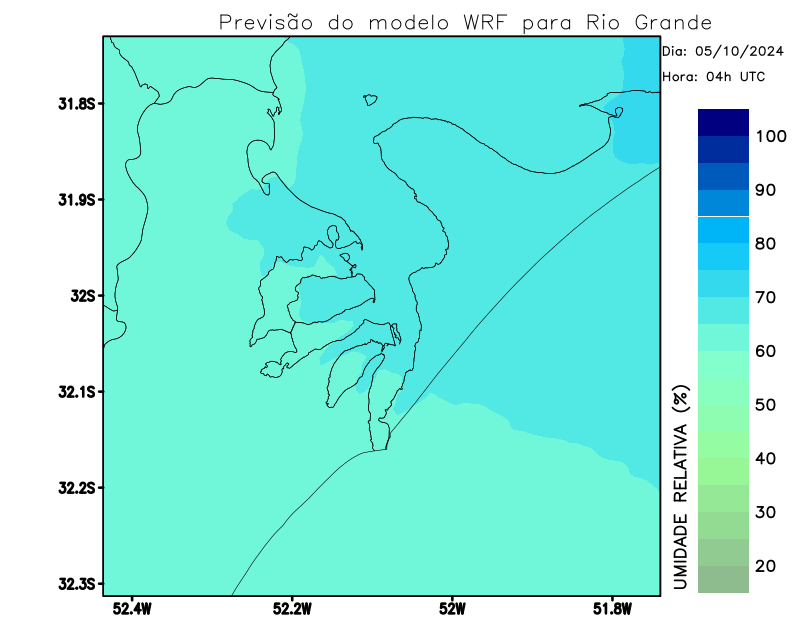 Previsão do modelo WRF para Rio Grande
Dia: 05/10/2024
Hora: 04h UTC
31.8S
31.9S
32S
32.1S
32.2S
32.3S
52.4W
52.2W
52W
51.8W
100
90
80
70
60
50
40
30
20
UMIDADE RELATIVA (%)